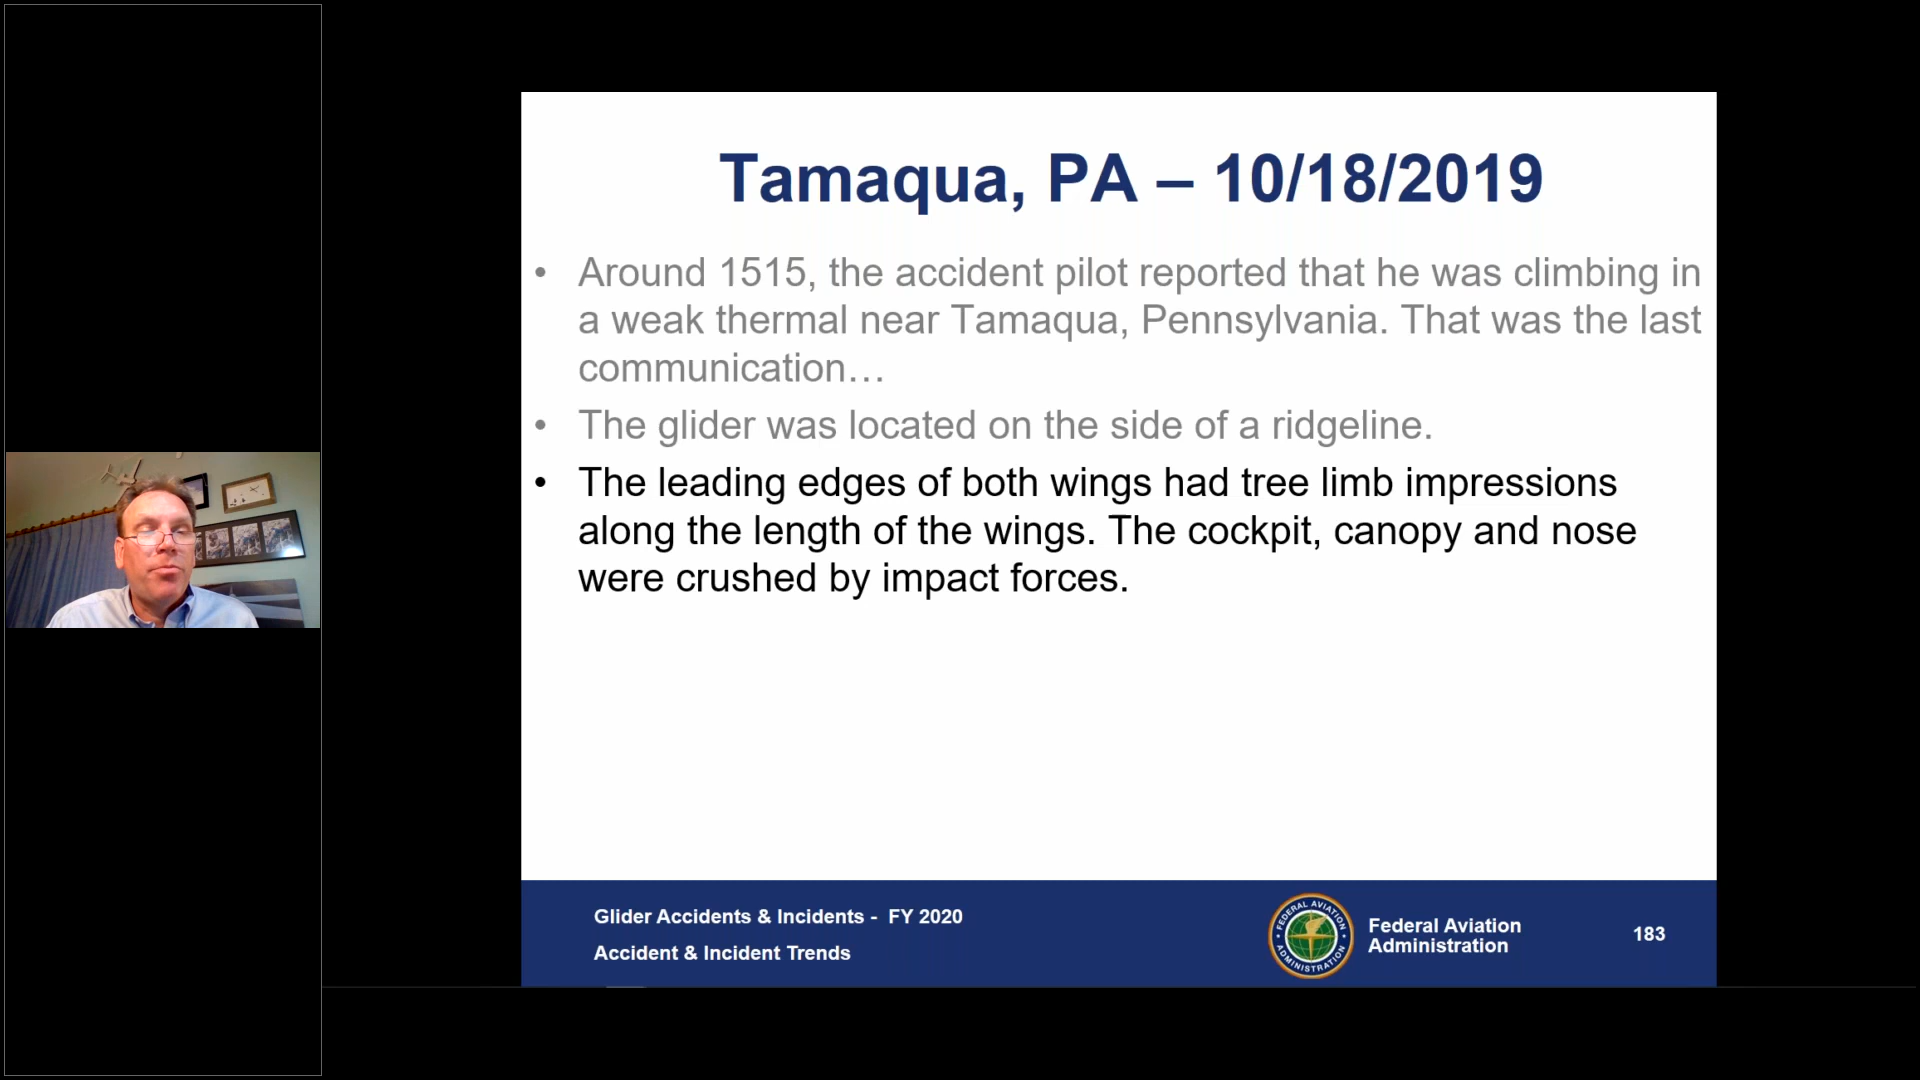 Tamaqua, PA – 10/18/2019
• Around 1515, the accident pilot reported that he was climbing in
a weak thermal near Tamaqua, Pennsylvania. That was the last
communication…
• The glider was located on the side of a ridgeline.
• The leading edges of both wings had tree limb impressions
along the length of the wings. The cockpit, canopy and nose
were crushed by impact forces.
Glider Accidents & Incidents - FY 2020
Accident & Incident Trends
FEDERAL AVIATION
ADMINISTRATION
Federal Aviation
Administration
183